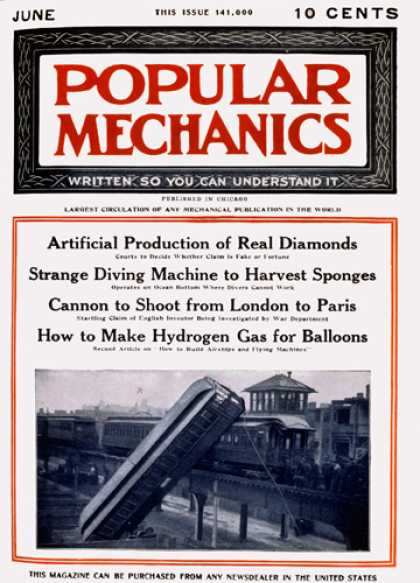 JUNE THIS ISSUE 141,000 10 CENTS
POPULAR
MECHANICS
WRITTEN SO YOU CAN UNDERSTAND IT
PUBLISHED IN CHICAGO
LARGEST CIRCULATION OF ANY MECHANICAL PUBLICATION IN THE WORLD
Artificial Production of Real Diamonds
Courts to Decide Whether Claim is Fake or Fortune
Strange Diving Machine to Harvest Sponges
Operates on Ocean Bottom Where Divers Cannot Work
Cannon to Shoot from London to Paris
Startling Claim of English Inventor Being Investigated by War Department
How to Make Hydrogen Gas for Balloons
Second Article on "How to Build Airships and Flying Machines"
THIS MAGAZINE CAN BE PURCHASED FROM ANY NEWSDEALER IN THE UNITED STATES